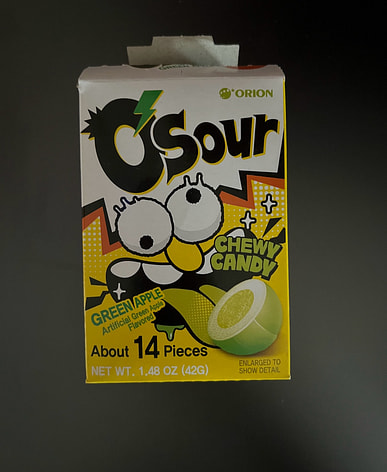 ORION
O'Sour
CHEWY
CANDY
GREEN APPLE
Artificial Green Apple
Flavored
About 14 Pieces
NET WT. 1.48 OZ (42G)
ENLARGED TO
SHOW DETAIL